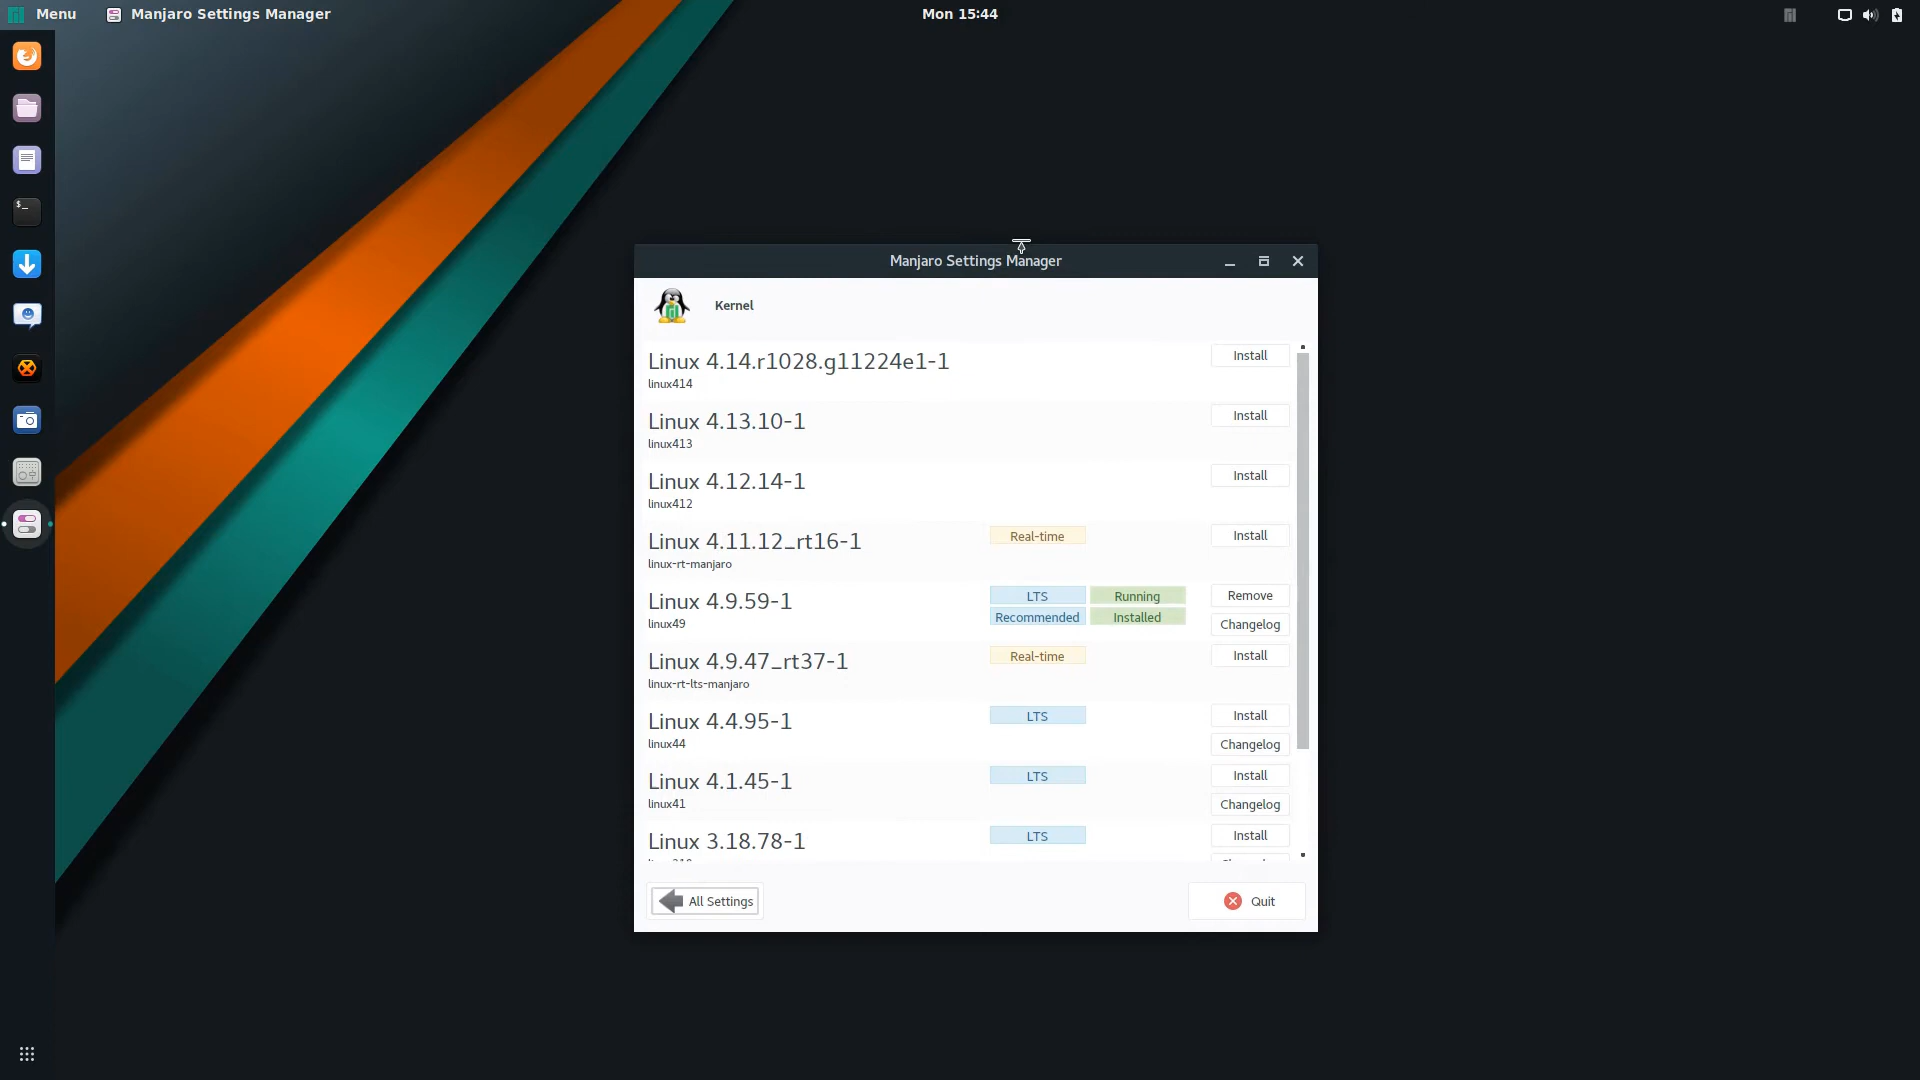 Menu
Manjaro Settings Manager
Mon 15:44
$_
Manjaro Settings Manager
Kernel
Linux 4.14.r1028.g11224e1-1
linux414
Install
Linux 4.13.10-1
linux413
Install
Linux 4.12.14-1
linux412
Install
Linux 4.11.12_rt16-1
linux-rt-manjaro
Real-time
Install
Linux 4.9.59-1
linux49
LTS
Running
Recommended
Installed
Remove
Changelog
Linux 4.9.47_rt37-1
linux-rt-lts-manjaro
Real-time
Install
Linux 4.4.95-1
linux44
LTS
Install
Changelog
Linux 4.1.45-1
linux41
LTS
Install
Changelog
Linux 3.18.78-1
LTS
Install
All Settings
Quit